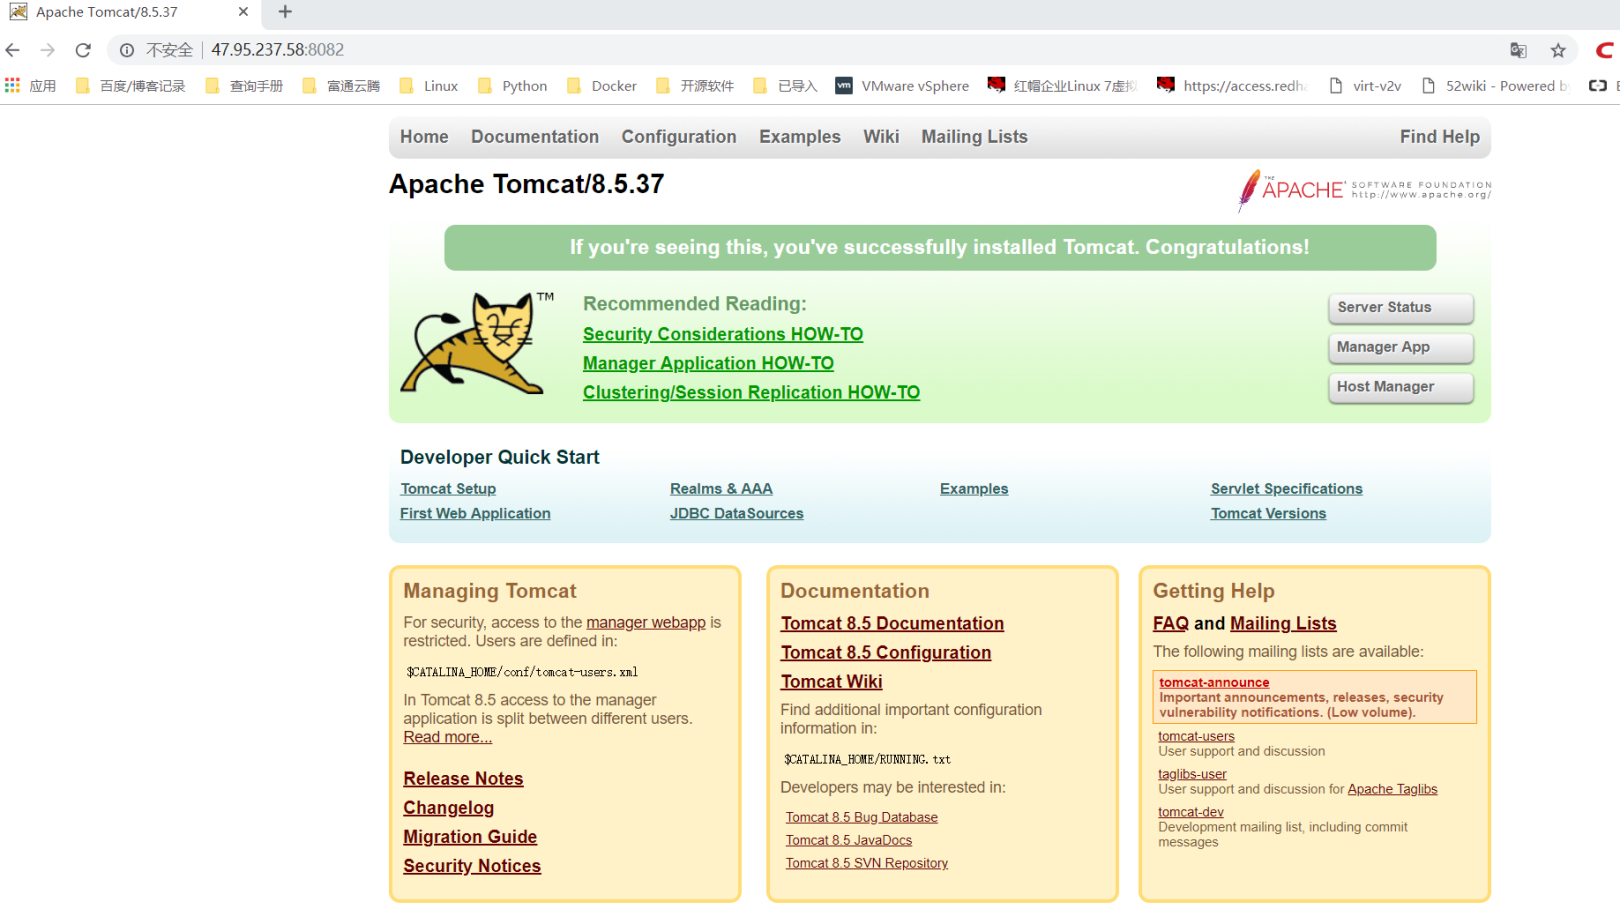 Apache Tomcat/8.5.37
不安全 47.95.237.58:8082
应用 百度/博客记录 查询手册 富通云腾 Linux Python Docker 开源软件 已导入 VMware vSphere 红帽企业Linux 7虚拟 https://access.redha virt-v2v 52wiki - Powered by
Home Documentation Configuration Examples Wiki Mailing Lists Find Help
Apache Tomcat/8.5.37
THE APACHE SOFTWARE FOUNDATION
http://www.apache.org/
If you're seeing this, you've successfully installed Tomcat. Congratulations!
TM
Recommended Reading:
Security Considerations HOW-TO
Manager Application HOW-TO
Clustering/Session Replication HOW-TO
Server Status
Manager App
Host Manager
Developer Quick Start
Tomcat Setup
First Web Application
Realms & AAA
JDBC DataSources
Examples
Servlet Specifications
Tomcat Versions
Managing Tomcat
For security, access to the manager webapp is
restricted. Users are defined in:
$CATALINA_HOME/conf/tomcat-users.xml
In Tomcat 8.5 access to the manager
application is split between different users.
Read more...
Release Notes
Changelog
Migration Guide
Security Notices
Documentation
Tomcat 8.5 Documentation
Tomcat 8.5 Configuration
Tomcat Wiki
Find additional important configuration
information in:
$CATALINA_HOME/RUNNING.txt
Developers may be interested in:
Tomcat 8.5 Bug Database
Tomcat 8.5 JavaDocs
Tomcat 8.5 SVN Repository
Getting Help
FAQ and Mailing Lists
The following mailing lists are available:
tomcat-announce
Important announcements, releases, security
vulnerability notifications. (Low volume).
tomcat-users
User support and discussion
taglibs-user
User support and discussion for Apache Taglibs
tomcat-dev
Development mailing list, including commit
messages